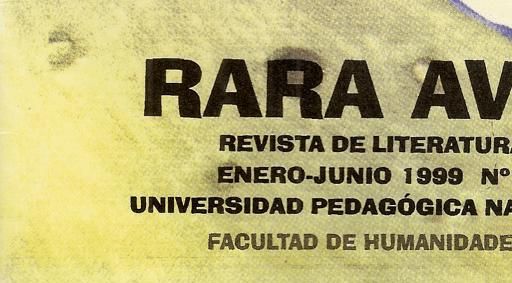 RARA AV
REVISTA DE LITERATURA
ENERO-JUNIO 1999 Nº
UNIVERSIDAD PEDAGÓGICA NA
FACULTAD DE HUMANIDADE